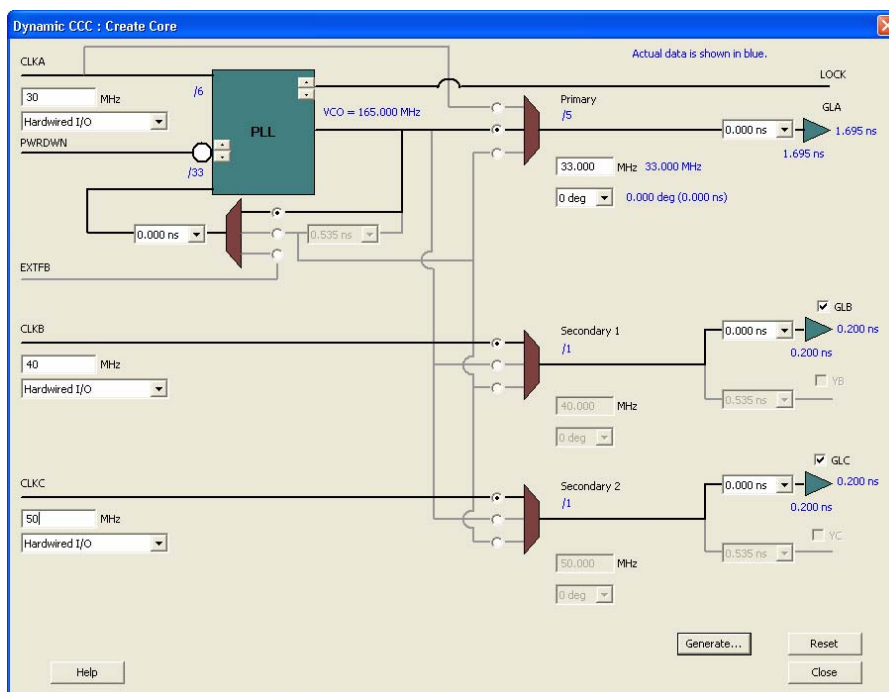 Dynamic CCC : Create Core
Actual data is shown in blue.
CLKA
LOCK
30 MHz
/6
Hardwired I/O
PLL
VCO = 165.000 MHz
Primary
/5
GLA
0.000 ns
1.695 ns
1.695 ns
PWRDWN
/33
33.000 MHz 33.000 MHz
0 deg 0.000 deg (0.000 ns)
0.000 ns
0.535 ns
EXTFB
GLB
CLKB
Secondary 1
/1
0.000 ns
0.200 ns
0.200 ns
40 MHz
Hardwired I/O
YB
0.535 ns
40.000 MHz
0 deg
GLC
CLKC
Secondary 2
/1
0.000 ns
0.200 ns
0.200 ns
50 MHz
Hardwired I/O
YC
0.535 ns
50.000 MHz
0 deg
Generate...
Reset
Help
Close